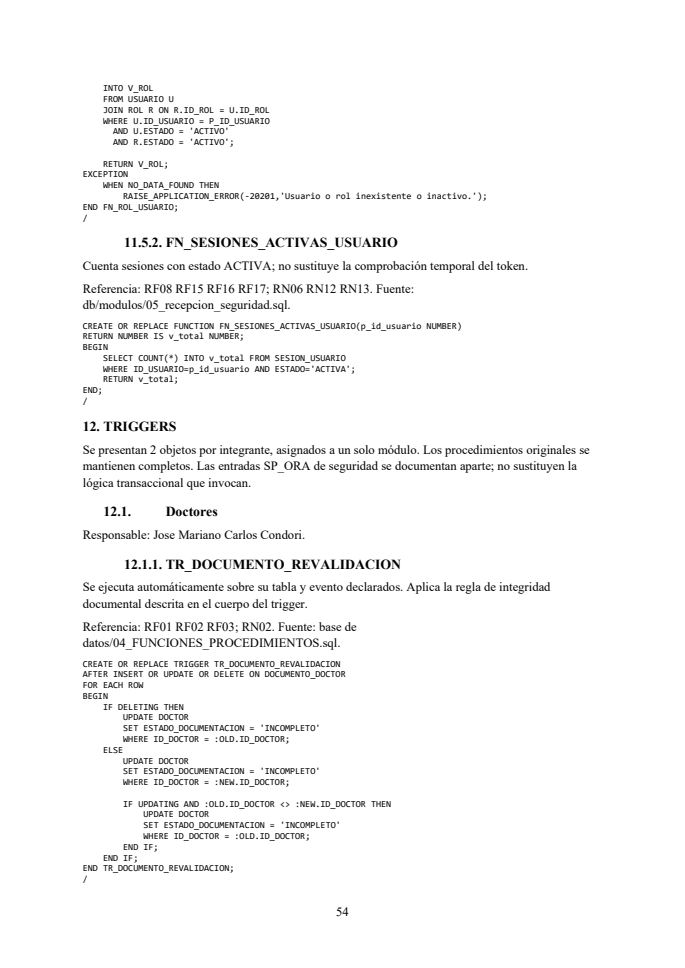 INTO V_ROL
FROM USUARIO U
JOIN ROL R ON R.ID_ROL = U.ID_ROL
WHERE U.ID_USUARIO = P_ID_USUARIO
AND U.ESTADO = 'ACTIVO'
AND R.ESTADO = 'ACTIVO';
RETURN V_ROL;
EXCEPTION
WHEN NO_DATA_FOUND THEN
RAISE_APPLICATION_ERROR(-20201,'Usuario o rol inexistente o inactivo.');
END FN_ROL_USUARIO;
/
11.5.2. FN_SESIONES_ACTIVAS_USUARIO
Cuenta sesiones con estado ACTIVA; no sustituye la comprobación temporal del token.
Referencia: RF08 RF15 RF16 RF17; RN06 RN12 RN13. Fuente:
db/modulos/05_recepcion_seguridad.sql.
CREATE OR REPLACE FUNCTION FN_SESIONES_ACTIVAS_USUARIO(p_id_usuario NUMBER)
RETURN NUMBER IS v_total NUMBER;
BEGIN
SELECT COUNT(*) INTO v_total FROM SESION_USUARIO
WHERE ID_USUARIO=p_id_usuario AND ESTADO='ACTIVA';
RETURN v_total;
END;
/
12. TRIGGERS
Se presentan 2 objetos por integrante, asignados a un solo módulo. Los procedimientos originales se
mantienen completos. Las entradas SP_ORA de seguridad se documentan aparte; no sustituyen la
lógica transaccional que invocan.
12.1. Doctores
Responsable: Jose Mariano Carlos Condori.
12.1.1. TR_DOCUMENTO_REVALIDACION
Se ejecuta automáticamente sobre su tabla y evento declarados. Aplica la regla de integridad
documental descrita en el cuerpo del trigger.
Referencia: RF01 RF02 RF03; RN02. Fuente: base de
datos/04_FUNCIONES_PROCEDIMIENTOS.sql.
CREATE OR REPLACE TRIGGER TR_DOCUMENTO_REVALIDACION
AFTER INSERT OR UPDATE OR DELETE ON DOCUMENTO_DOCTOR
FOR EACH ROW
BEGIN
IF DELETING THEN
UPDATE DOCTOR
SET ESTADO_DOCUMENTACION = 'INCOMPLETO'
WHERE ID_DOCTOR = :OLD.ID_DOCTOR;
ELSE
UPDATE DOCTOR
SET ESTADO_DOCUMENTACION = 'INCOMPLETO'
WHERE ID_DOCTOR = :NEW.ID_DOCTOR;
IF UPDATING AND :OLD.ID_DOCTOR <> :NEW.ID_DOCTOR THEN
UPDATE DOCTOR
SET ESTADO_DOCUMENTACION = 'INCOMPLETO'
WHERE ID_DOCTOR = :OLD.ID_DOCTOR;
END IF;
END IF;
END TR_DOCUMENTO_REVALIDACION;
/
54